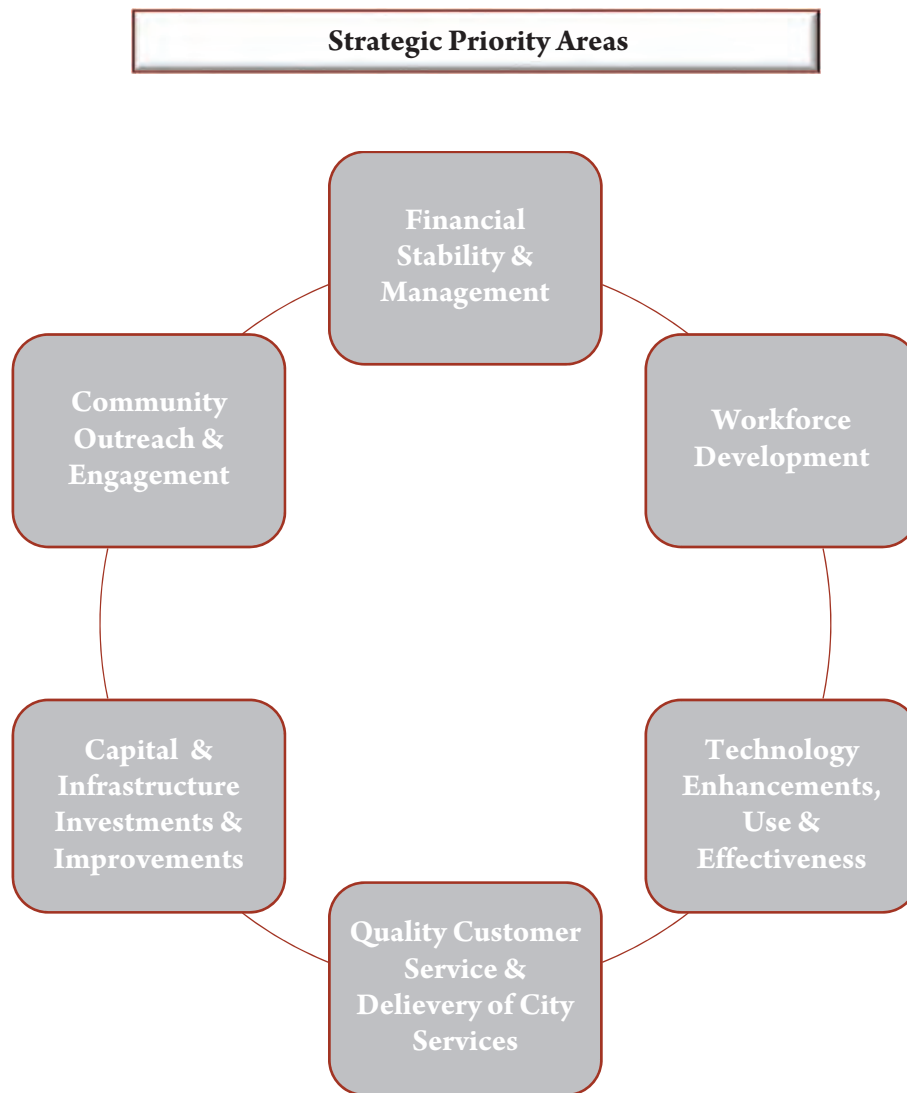 Strategic Priority Areas
Financial
Stability &
Management
Workforce
Development
Technology
Enhancements,
Use &
Effectiveness
Quality Customer
Service &
Delievery of City
Services
Capital &
Infrastructure
Investments &
Improvements
Community
Outreach &
Engagement